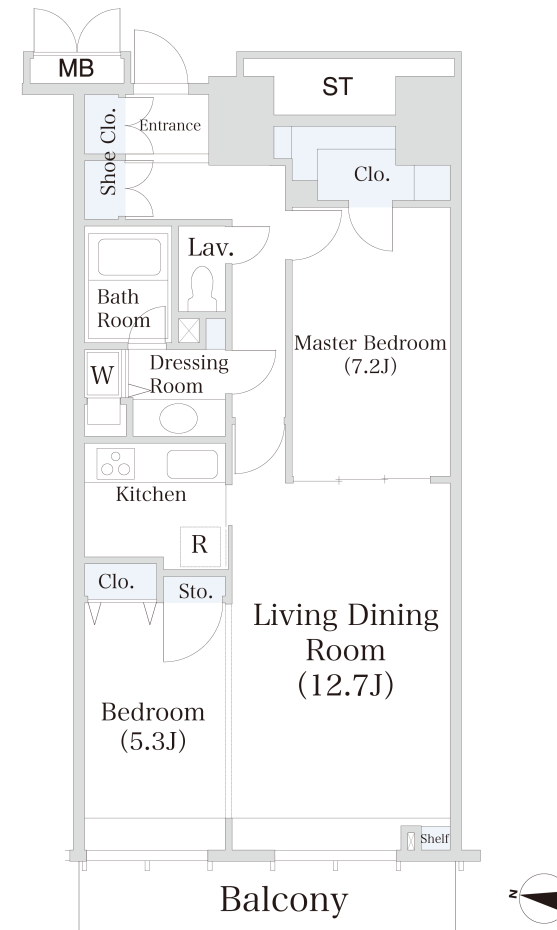 MB
ST
Entrance
Shoe Clo.
Clo.
Lav.
Bath
Room
Master Bedroom
(7.2J)
W
Dressing
Room
Kitchen
R
Clo.
Sto.
Living Dining
Room
(12.7J)
Bedroom
(5.3J)
Shelf
Balcony
N